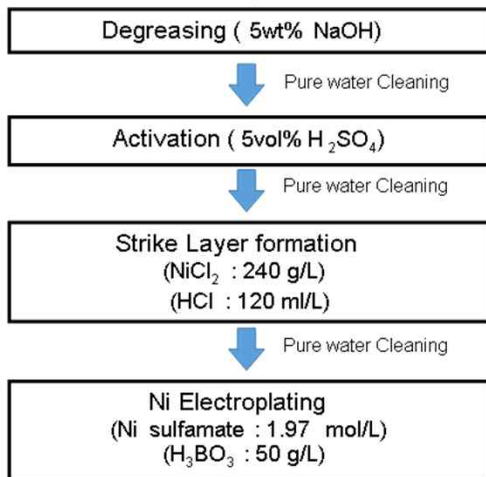 Degreasing ( 5wt% NaOH)
Pure water Cleaning
Activation ( 5vol% H₂SO₄)
Pure water Cleaning
Strike Layer formation
(NiCl₂ : 240 g/L)
(HCl : 120 ml/L)
Pure water Cleaning
Ni Electroplating
(Ni sulfamate : 1.97 mol/L)
(H₃BO₃ : 50 g/L)